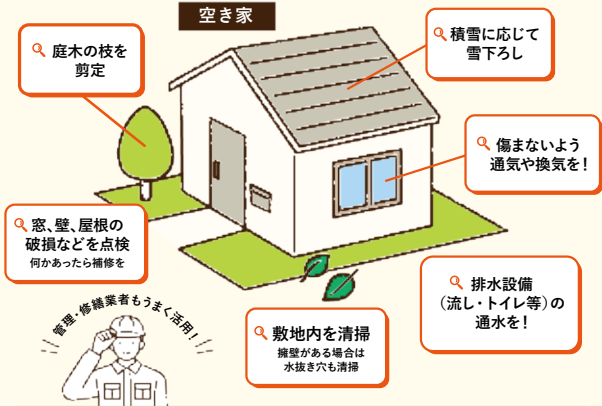 空き家
庭木の枝を
剪定
積雪に応じて
雪下ろし
傷まないよう
通気や換気を!
窓、壁、屋根の
破損などを点検
何かあったら補修を
排水設備
(流し・トイレ等)の
通水を!
敷地内を清掃
擁壁がある場合は
水抜き穴も清掃
管理・修繕業者もうまく活用!